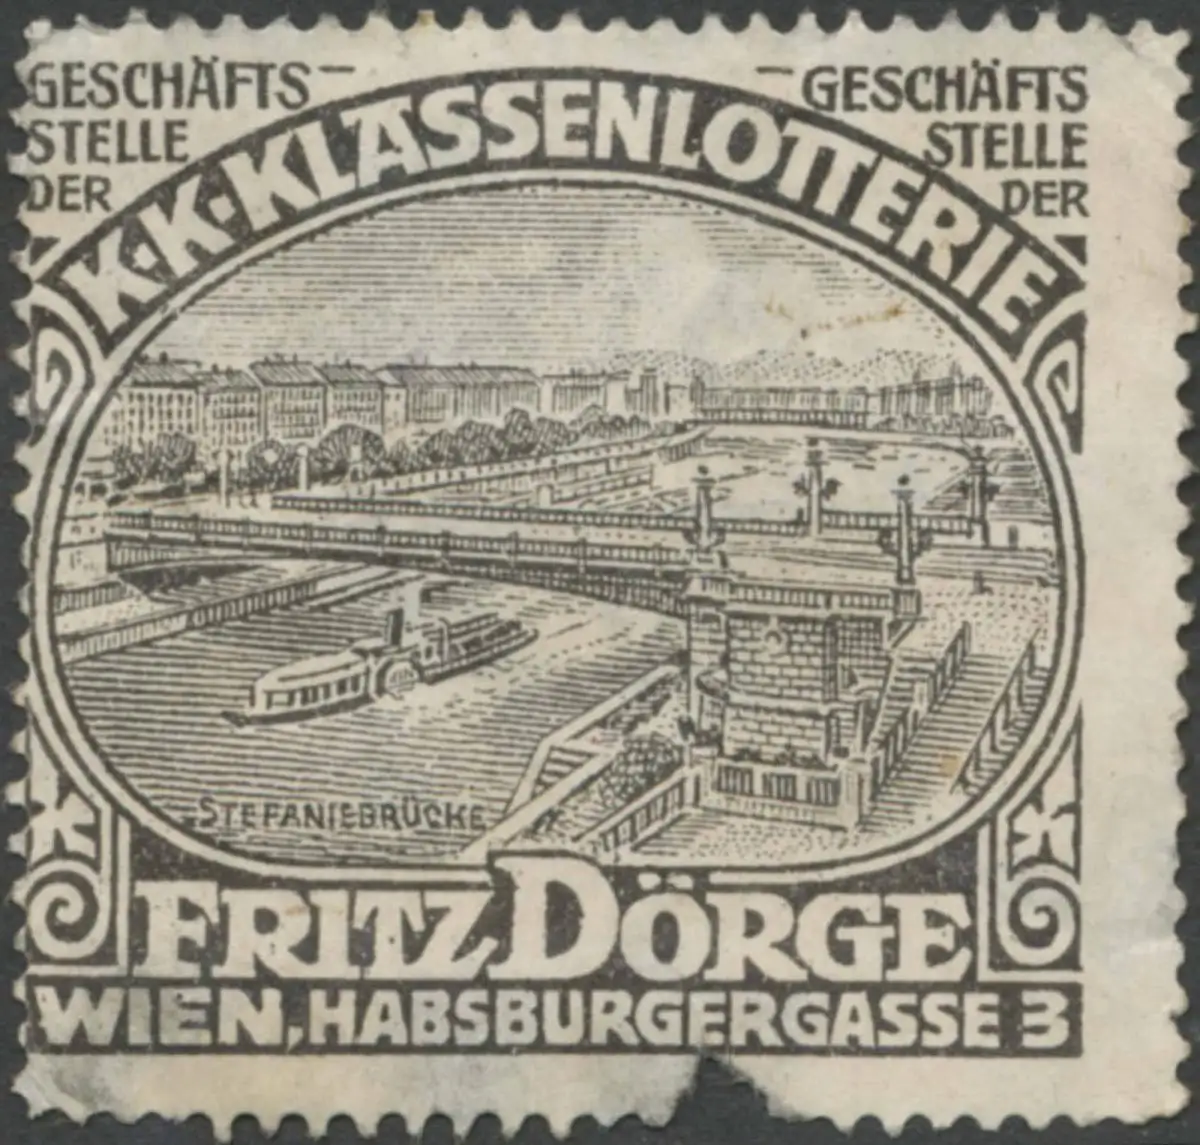 GESCHÄFTS-
STELLE
DER
-GESCHÄFTS
STELLE
DER
K.K.KLASSENLOTTERIE
STEFANIEBRÜCKE
FRITZ DÖRGE
WIEN, HABSBURGERGASSE 3